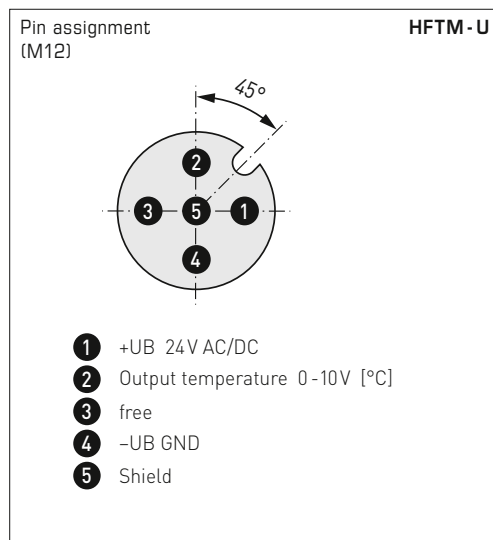 Pin assignment HFTM-U
(M12)
45°
2
3 5 1
4
1 +UB 24V AC/DC
2 Output temperature 0-10V [°C]
3 free
4 –UB GND
5 Shield